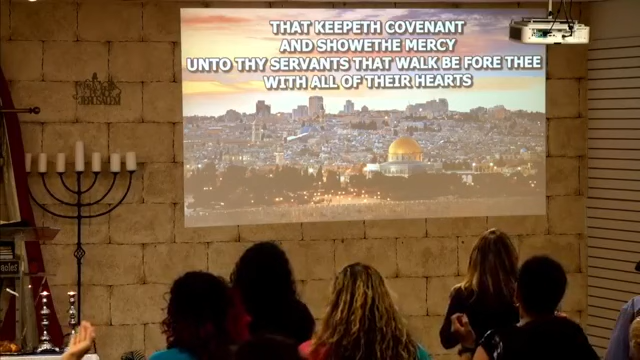 THAT KEEPETH COVENANT
AND SHOWETHE MERCY
UNTO THY SERVANTS THAT WALK BE FORE THEE
WITH ALL OF THEIR HEARTS
JERUSALEM